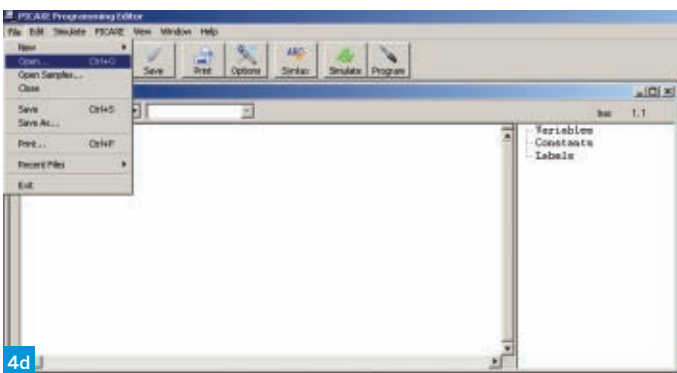 PICAXE Programming Editor
File Edit Simulate PICAXE View Window Help
New
Open... Ctrl+O
Open Samples...
Close
Save Ctrl+S
Save As...
Print... Ctrl+P
Recent Files
Exit
Save Print Options Syntax Simulate Program
ABC
1:1
Variables
Constants
Labels
4d